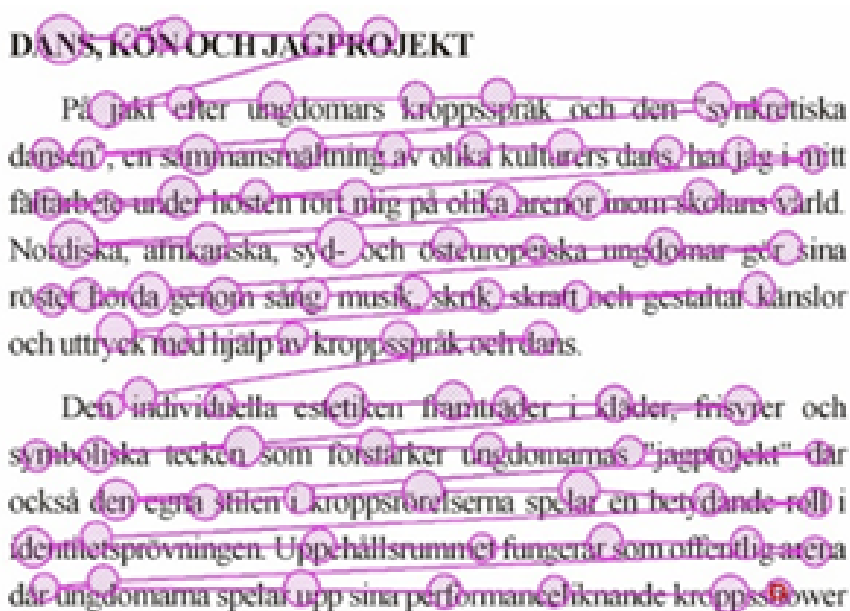 DANS, KÖN OCH JAGPROJEKT
På jakt efter ungdomars kroppsspråk och den "synkretiska
dansen", en sammansmältning av olika kulturers dans, har jag i mitt
fältarbete under hösten rört mig på olika arenor inom skolans värld.
Nordiska, afrikanska, syd- och östeuropeiska ungdomar gör sina
röster hörda genom sång, musik, skrik, skratt och gestaltar känslor
och uttryck med hjälp av kroppsspråk och dans.
Den individuella estetiken framträder i kläder, frisyrer och
symboliska tecken som förstärker ungdomarnas "jagprojekt" där
också den egna stilen i kroppsrörelserna spelar en betydande roll i
identitetsprövningen. Uppehållsrummet fungerar som offentlig arena
där ungdomarna spelar upp sina performanceliknande